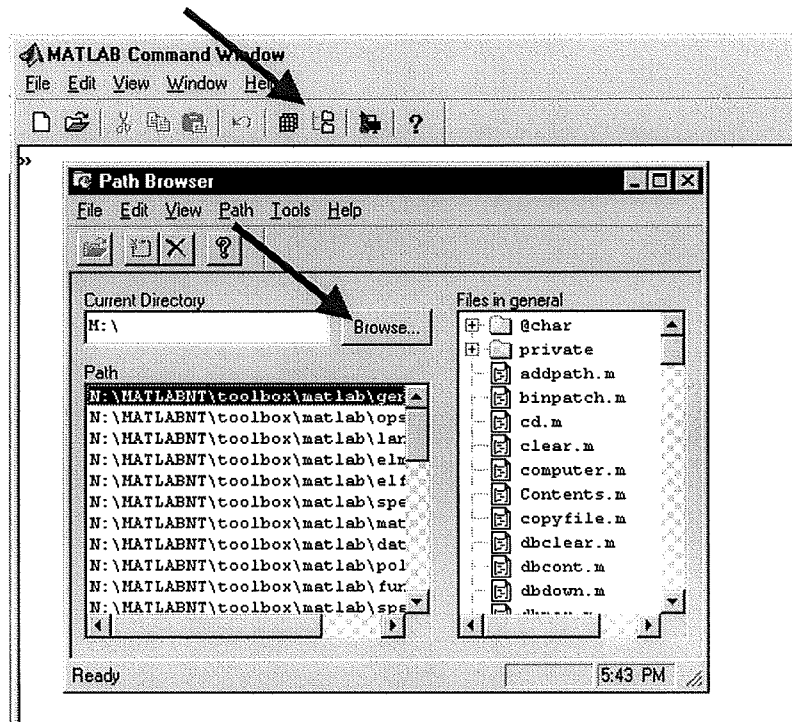 MATLAB Command Window
File Edit View Window Help
»
Path Browser
File Edit View Path Tools Help
Current Directory
M:\
Browse...
Path
N:\MATLABNT\toolbox\matlab\gen
N:\MATLABNT\toolbox\matlab\ops
N:\MATLABNT\toolbox\matlab\lan
N:\MATLABNT\toolbox\matlab\elm
N:\MATLABNT\toolbox\matlab\elf
N:\MATLABNT\toolbox\matlab\spe
N:\MATLABNT\toolbox\matlab\mat
N:\MATLABNT\toolbox\matlab\dat
N:\MATLABNT\toolbox\matlab\pol
N:\MATLABNT\toolbox\matlab\fun
N:\MATLABNT\toolbox\matlab\sps
Files in general
@char
private
addpath.m
binpatch.m
cd.m
clear.m
computer.m
Contents.m
copyfile.m
dbclear.m
dbcont.m
dbdown.m
Ready
5:43 PM